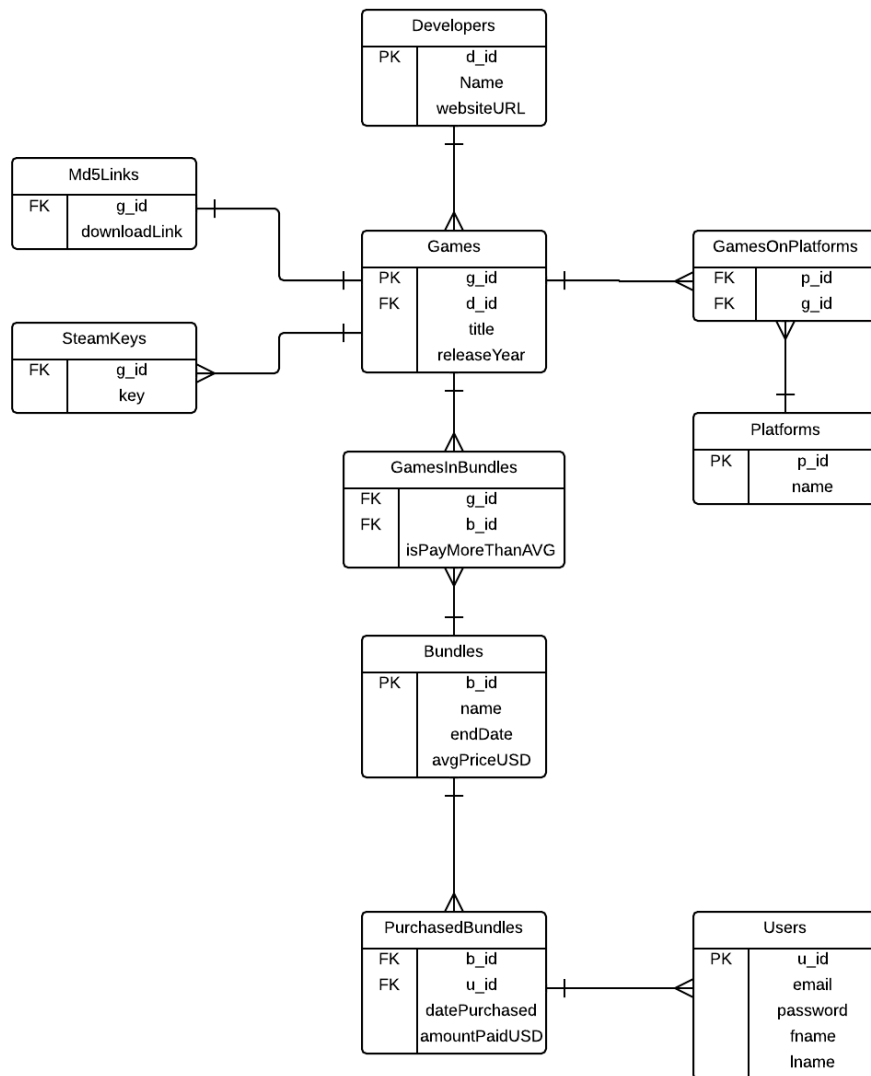 Developers
PK d_id
Name
websiteURL
Md5Links
FK g_id
downloadLink
Games
PK g_id
FK d_id
title
releaseYear
GamesOnPlatforms
FK p_id
FK g_id
SteamKeys
FK g_id
key
Platforms
PK p_id
name
GamesInBundles
FK g_id
FK b_id
isPayMoreThanAVG
Bundles
PK b_id
name
endDate
avgPriceUSD
PurchasedBundles
FK b_id
FK u_id
datePurchased
amountPaidUSD
Users
PK u_id
email
password
fname
lname